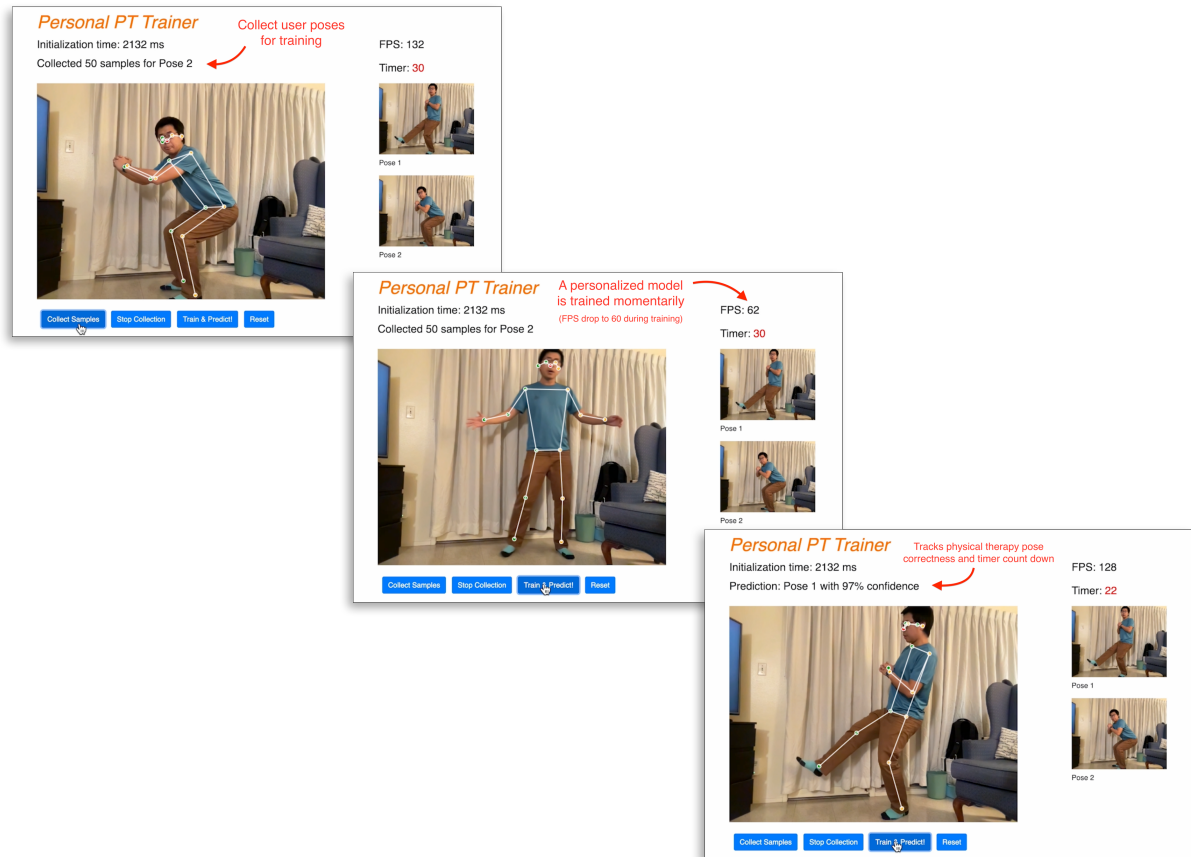 Personal PT Trainer
Collect user poses
for training
Initialization time: 2132 ms
FPS: 132
Collected 50 samples for Pose 2
Timer: 30
Pose 1
Pose 2
Collect Samples
Stop Collection
Train & Predict!
Reset
Personal PT Trainer
A personalized model
is trained momentarily
(FPS drop to 60 during training)
Initialization time: 2132 ms
FPS: 62
Collected 50 samples for Pose 2
Timer: 30
Pose 1
Pose 2
Collect Samples
Stop Collection
Train & Predict!
Reset
Personal PT Trainer
Tracks physical therapy pose
correctness and timer count down
Initialization time: 2132 ms
FPS: 128
Prediction: Pose 1 with 97% confidence
Timer: 22
Pose 1
Pose 2
Collect Samples
Stop Collection
Train & Predict!
Reset